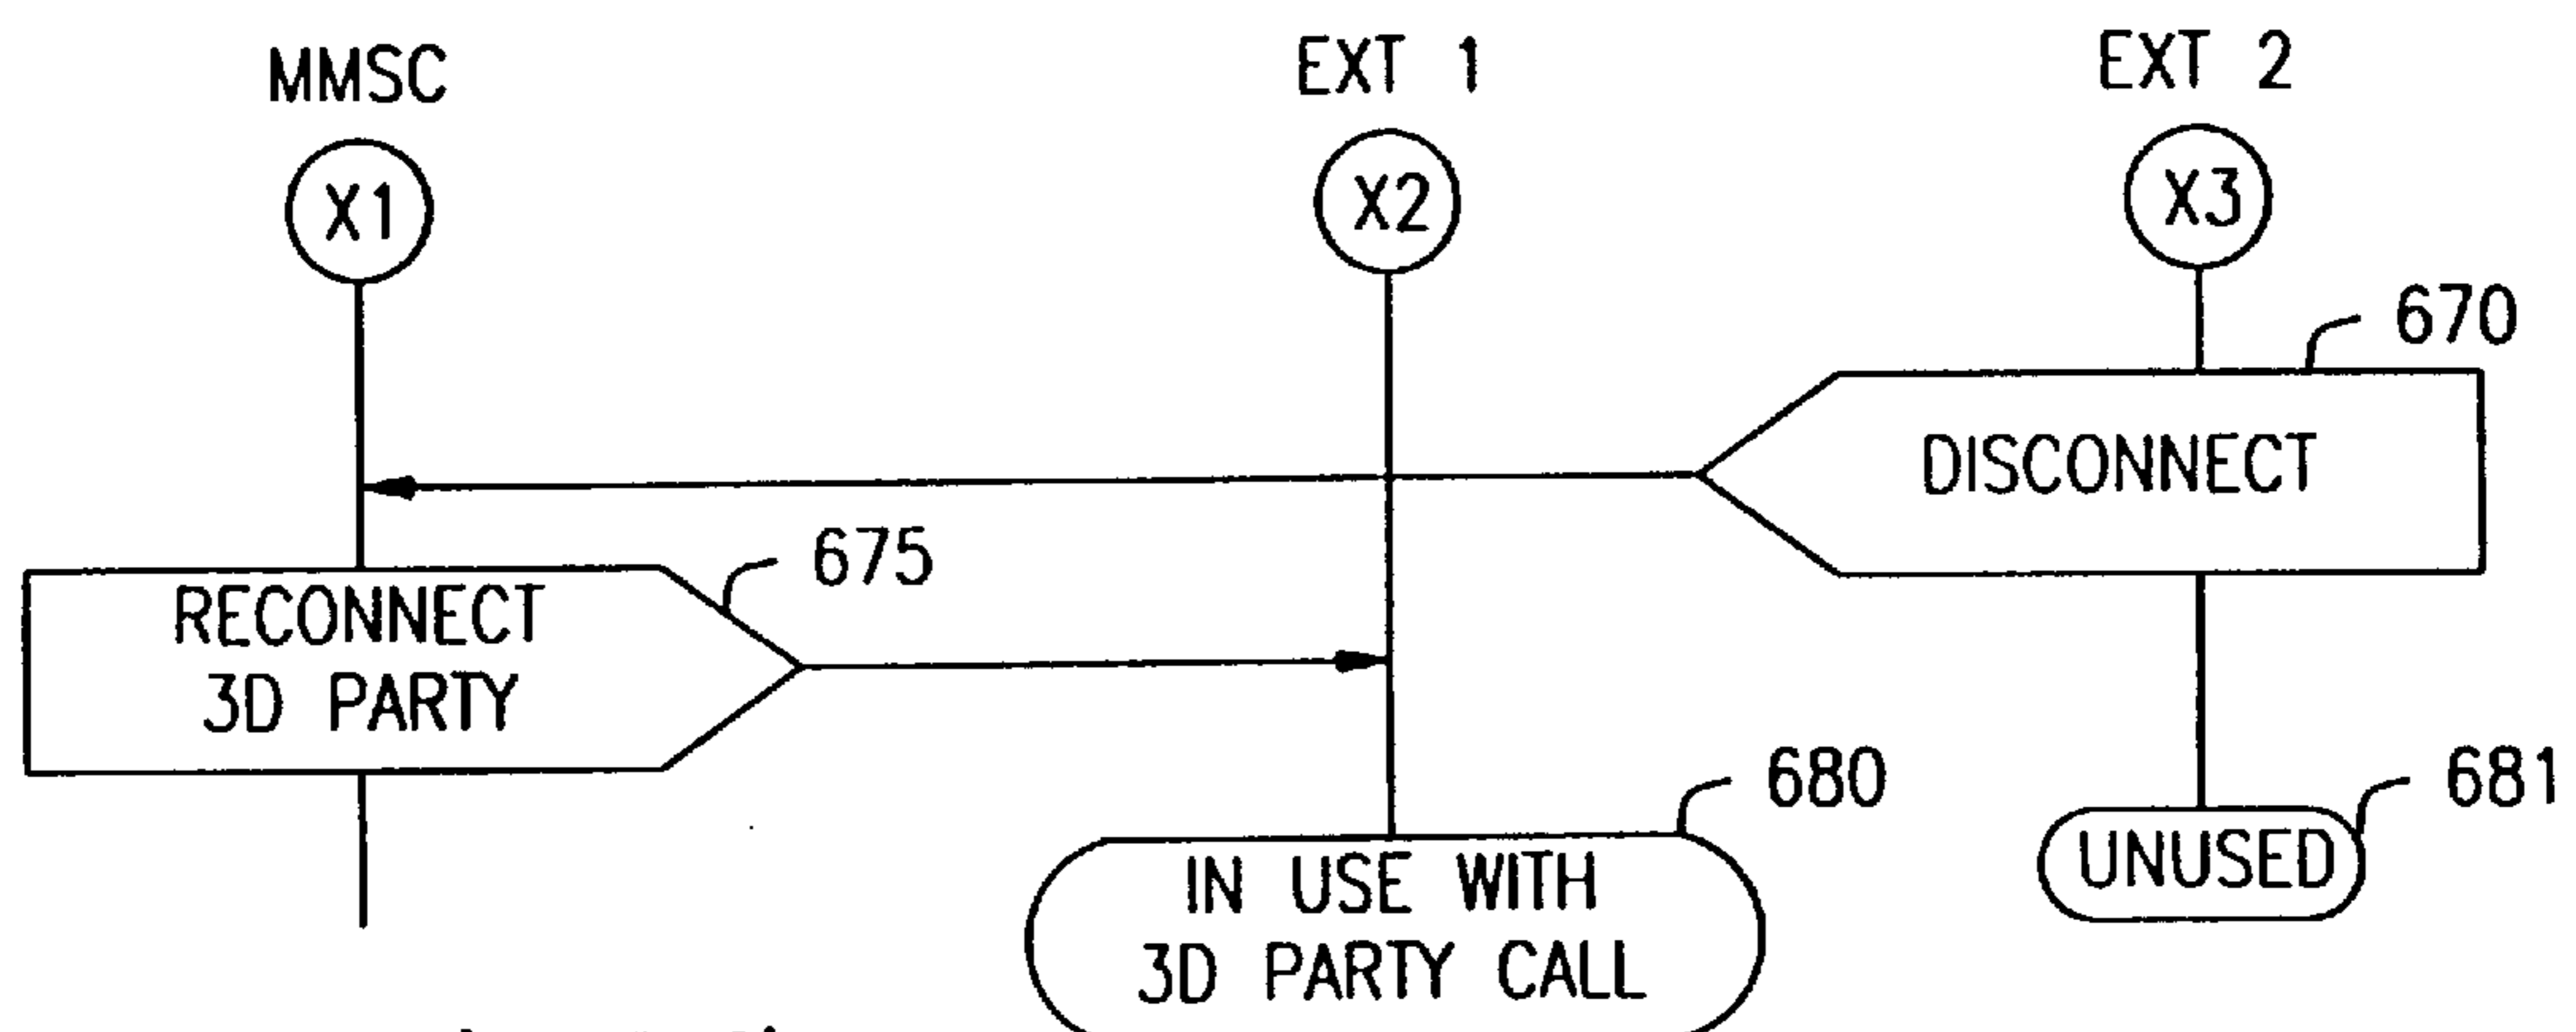 MMSC
EXT 1
EXT 2
X1
X2
X3
670
DISCONNECT
675
RECONNECT
3D PARTY
680
681
UNUSED
IN USE WITH
3D PARTY CALL